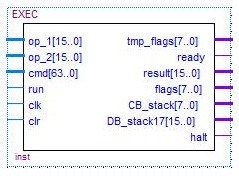 EXEC
op_1[15..0] tmp_flags[7..0]
op_2[15..0] ready
cmd[63..0] result[15..0]
run flags[7..0]
clk CB_stack[7..0]
clr DB_stack17[15..0]
halt
inst